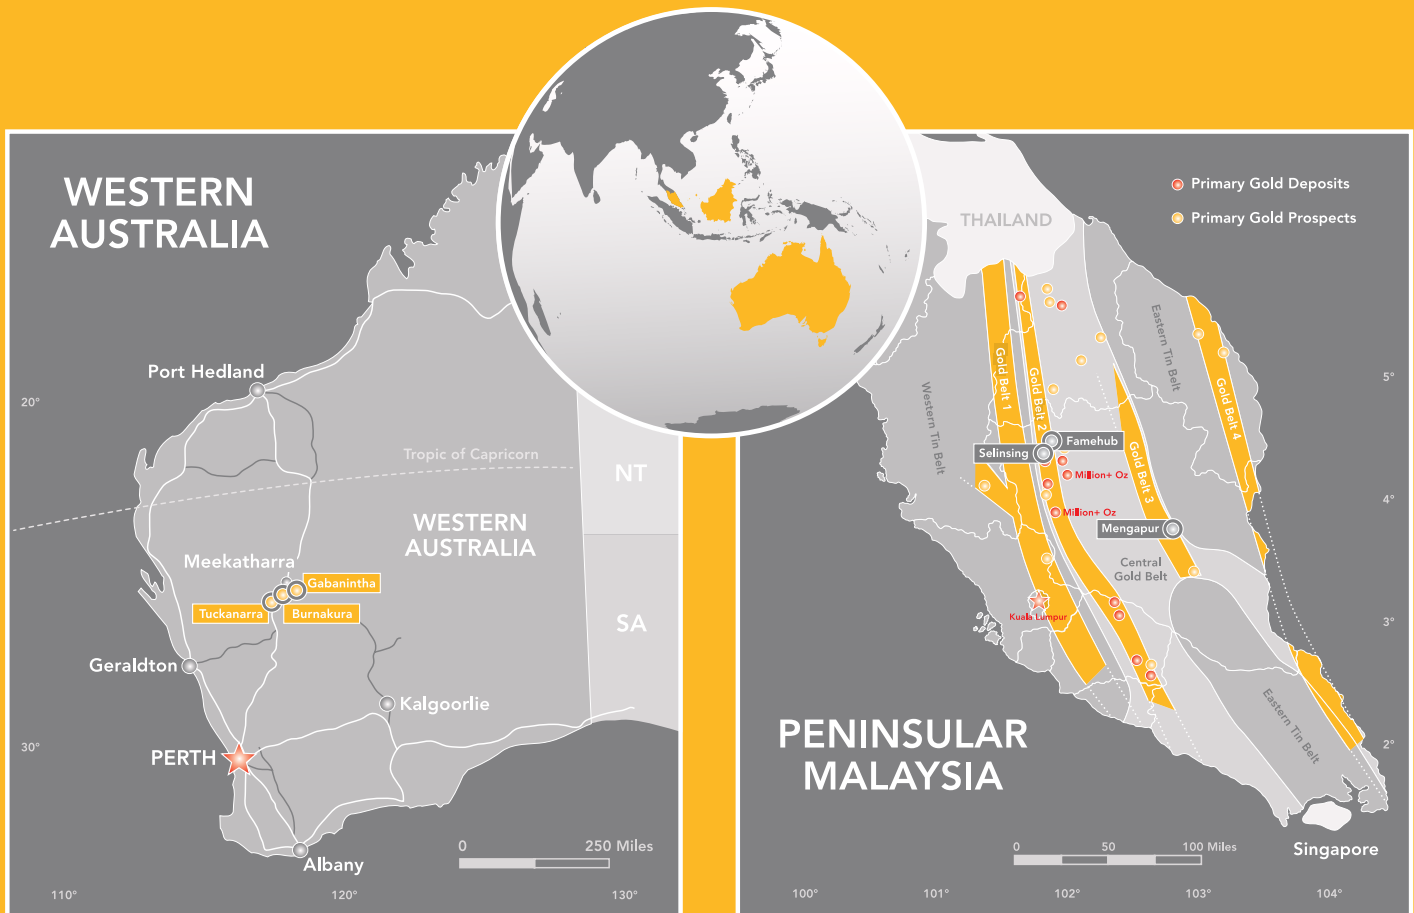 WESTERN
AUSTRALIA
Port Hedland
20°
Tropic of Capricorn
NT
WESTERN
AUSTRALIA
Meekatharra
Gabanintha
Tuckanarra
Burnakura
SA
Geraldton
Kalgoorlie
30°
PERTH
0
250 Miles
Albany
110°
120°
130°
Primary Gold Deposits
Primary Gold Prospects
THAILAND
Eastern Tin Belt
Gold Belt 1
Gold Belt 2
Gold Belt 4
5°
Western Tin Belt
Famehub
Selinsing
Gold Belt 3
Million+ Oz
4°
Million+ Oz
Mengapur
Central
Gold Belt
Kuala Lumpur
3°
Eastern Tin Belt
PENINSULAR
MALAYSIA
2°
0
50
100 Miles
Singapore
100°
101°
102°
103°
104°